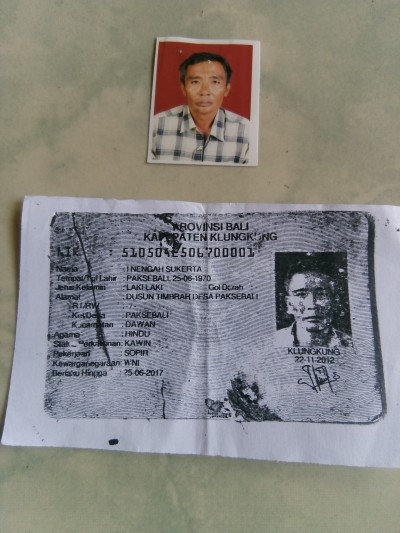 PROVINSI BALI
KABUPATEN KLUNGKUNG
NIK :
Nama : I NENGAH SUKERTA
Tempat/Tgl Lahir : PAKSEBALI, 25-06-1970
Jenis Kelamin : LAKI-LAKI Gol Darah
Alamat : DUSUN TIMBRAH DESA PAKSEBALI
RT/RW
Kel/Desa : PAKSEBALI
Kecamatan : DAWAN
Agama : HINDU
Status Perkawinan: KAWIN
Pekerjaan : SOPIR
Kewarganegaraan: WNI
Berlaku Hingga : 25-06-2017
KLUNGKUNG
22-11-2012